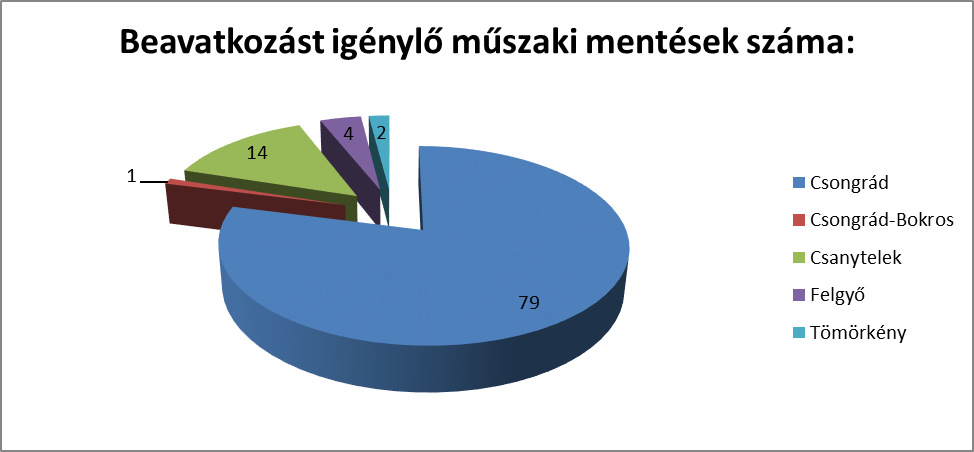 Beavatkozást igénylő műszaki mentések száma:
1
14
4
2
79
Csongrád
Csongrád-Bokros
Csanytelek
Felgyő
Tömörkény